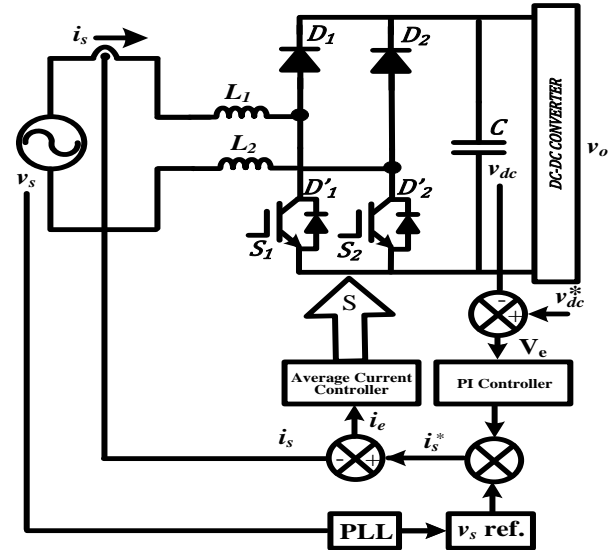 i_s
D_1
D_2
L_1
L_2
C
v_dc
DC-DC CONVERTER
v_o
v_s
D'_1
D'_2
S_1
S_2
S
-
+
v_dc*
V_e
Average Current Controller
PI Controller
i_e
i_s
-
+
i_s*
PLL
v_s ref.